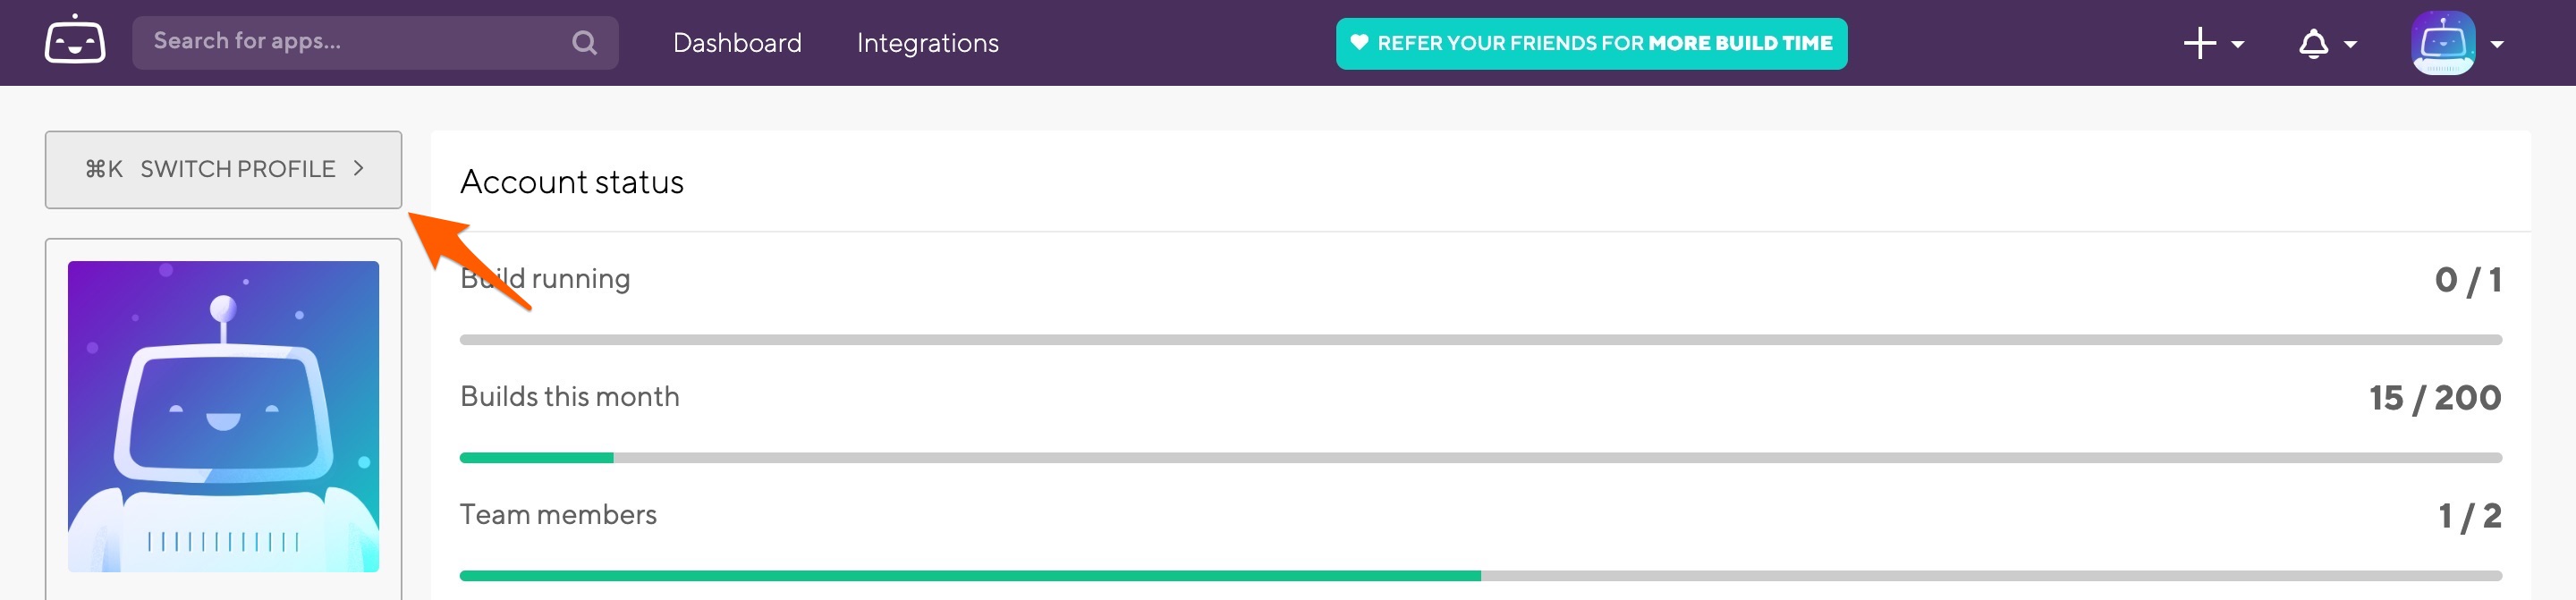 Search for apps...
Dashboard
Integrations
REFER YOUR FRIENDS FOR MORE BUILD TIME
⌘K SWITCH PROFILE >
Account status
Build running
0 / 1
Builds this month
15 / 200
Team members
1 / 2